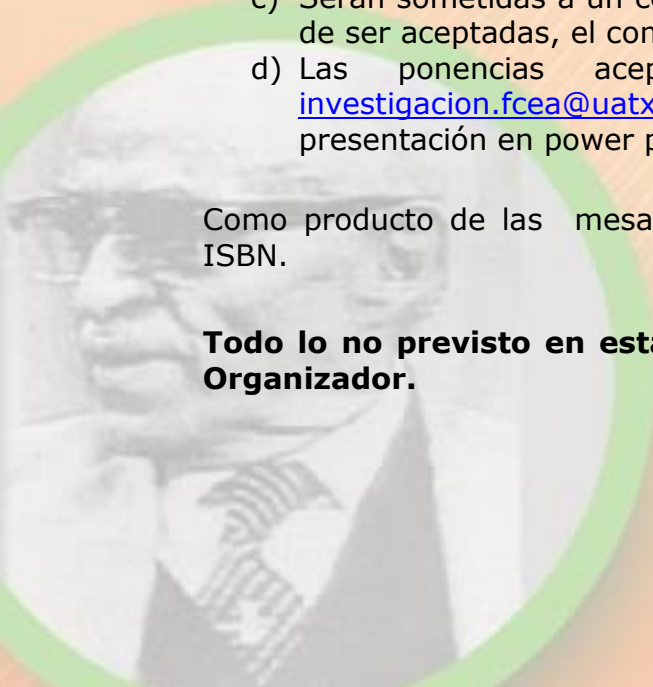 c) Serán sometidas a un co
de ser aceptadas, el con
d) Las ponencias acep
investigacion.fcea@uatx
presentación en power p
Como producto de las mesa
ISBN.
Todo lo no previsto en esta
Organizador.